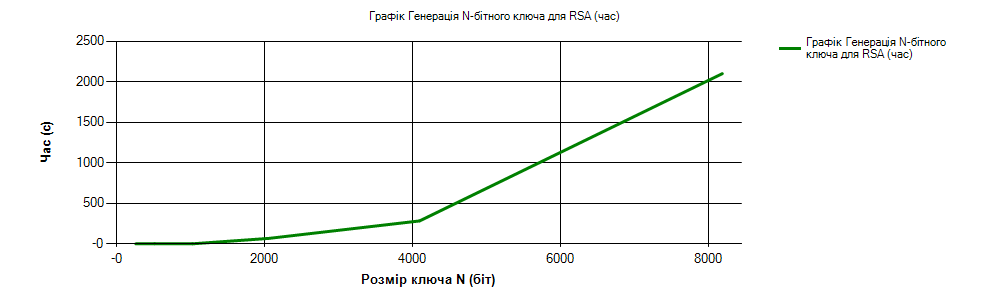 Графік Генерація N-бітного ключа для RSA (час)
Графік Генерація N-бітного
ключа для RSA (час)
2500
2000
1500
1000
500
-0
Час (с)
-0
2000
4000
6000
8000
Розмір ключа N (біт)